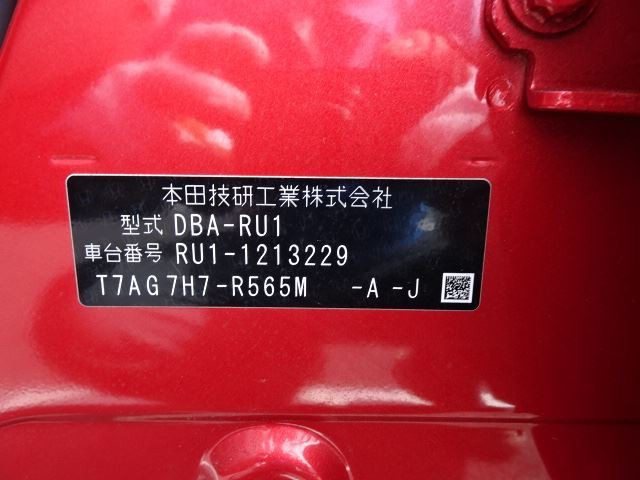 本田技研工業株式会社
型式 DBA-RU1
車台番号 RU1-1213229
T7AG7H7-R565M -A -J